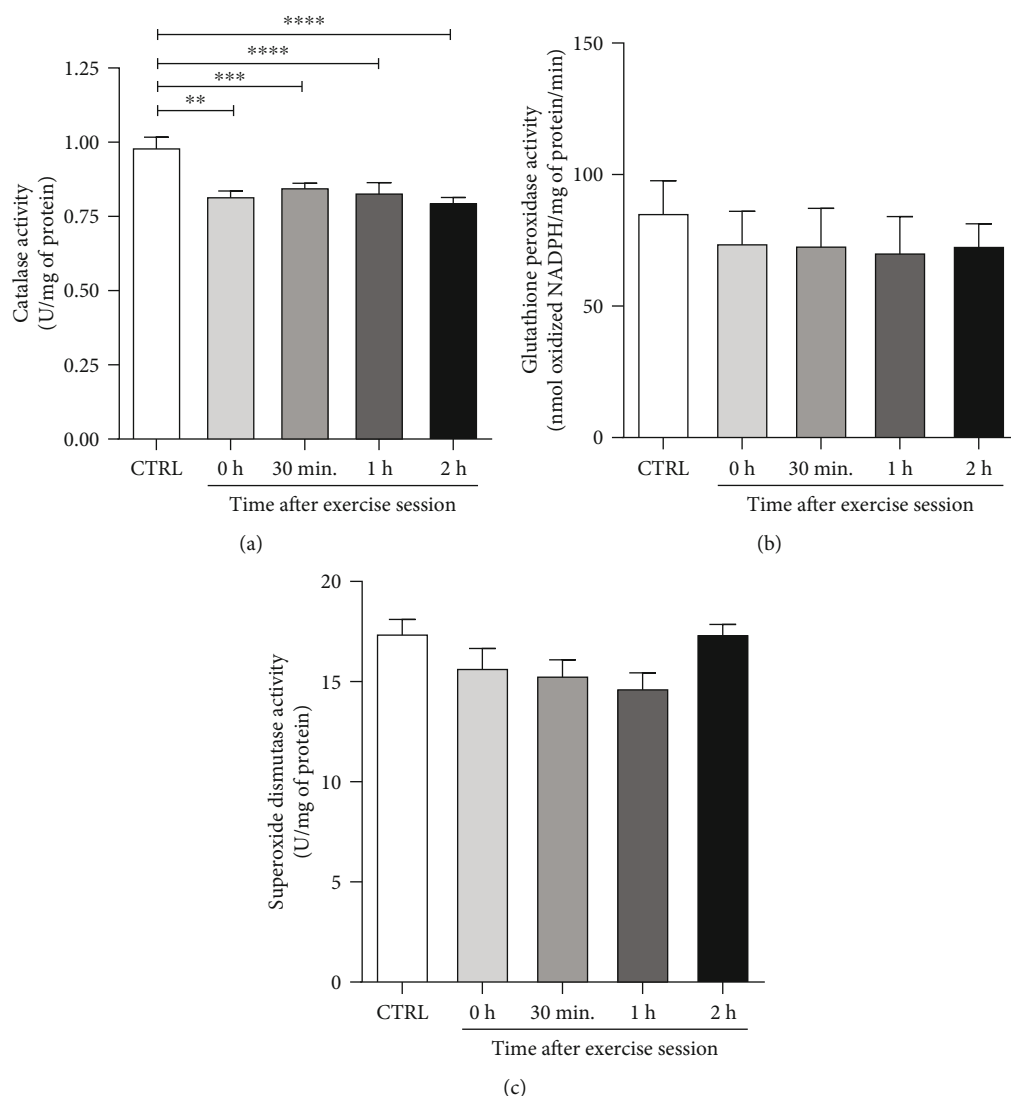 ****
****
***
**
1.25
1.00
0.75
0.50
0.25
0.00
Catalase activity
(U/mg of protein)
CTRL 0 h 30 min. 1 h 2 h
Time after exercise session
(a)
150
100
50
0
Glutathione peroxidase activity
(nmol oxidized NADPH/mg of protein/min)
CTRL 0 h 30 min. 1 h 2 h
Time after exercise session
(b)
20
15
10
5
0
Superoxide dismutase activity
(U/mg of protein)
CTRL 0 h 30 min. 1 h 2 h
Time after exercise session
(c)